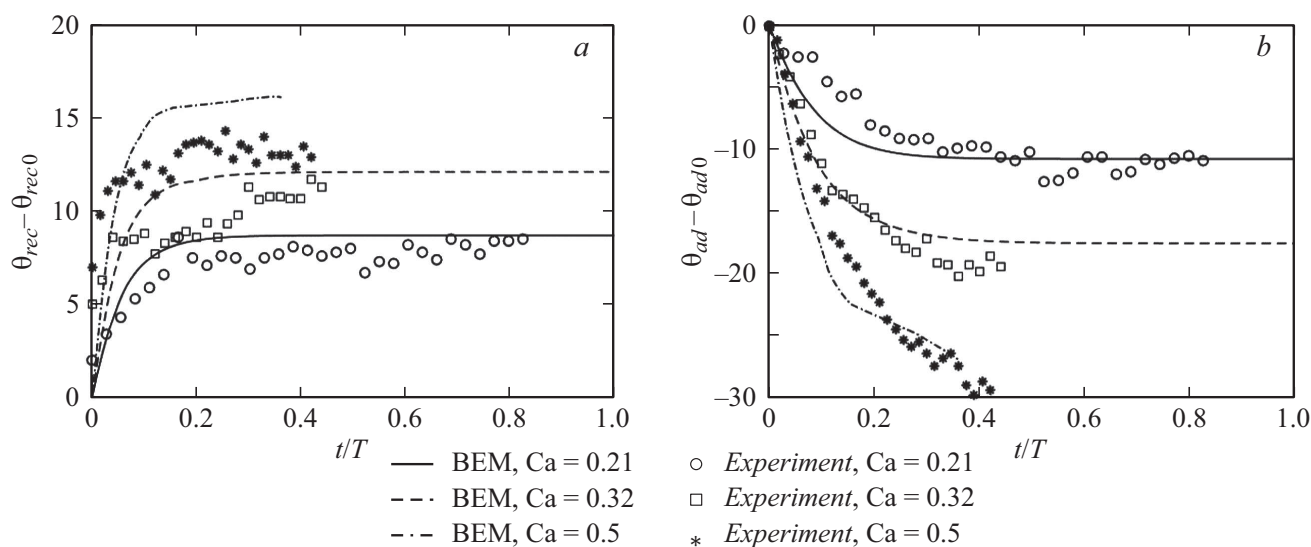 20
15
10
5
0
a
θrec – θrec0
0
0.2
0.4
0.6
0.8
1.0
t/T
0
–10
–20
–30
b
θad – θad0
0
0.2
0.4
0.6
0.8
1.0
t/T
BEM, Ca = 0.21
Experiment, Ca = 0.21
BEM, Ca = 0.32
Experiment, Ca = 0.32
BEM, Ca = 0.5
Experiment, Ca = 0.5